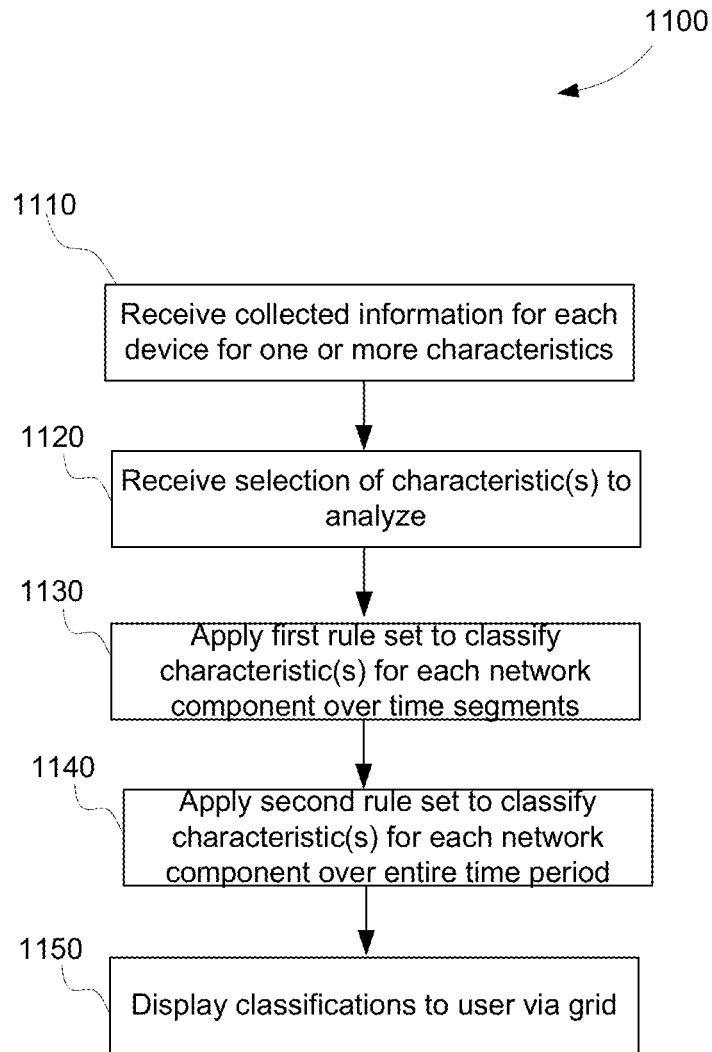 1100
1110
Receive collected information for each
device for one or more characteristics
1120
Receive selection of characteristic(s) to
analyze
1130
Apply first rule set to classify
characteristic(s) for each network
component over time segments
1140
Apply second rule set to classify
characteristic(s) for each network
component over entire time period
1150
Display classifications to user via grid